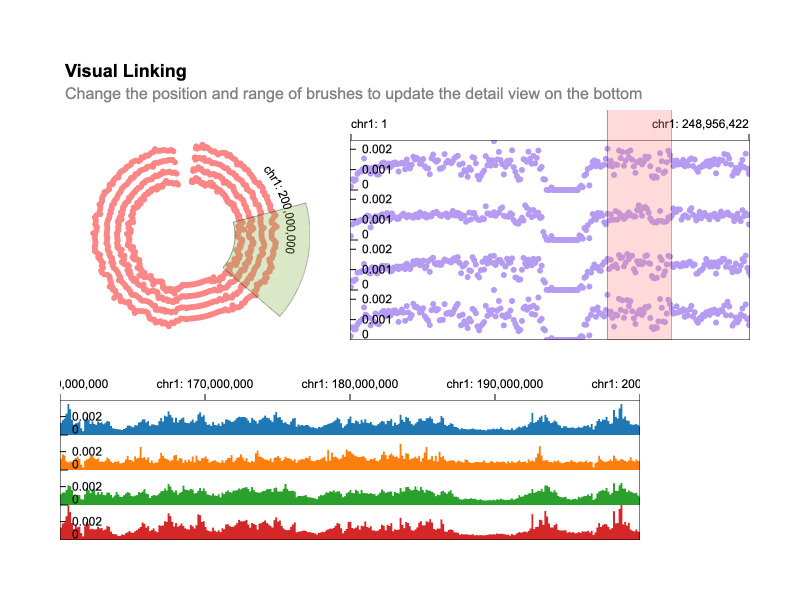 Visual Linking
Change the position and range of brushes to update the detail view on the bottom
chr1: 200,000,000
chr1: 1
chr1: 248,956,422
0.002
0.001
0
0.002
0.001
0
0.002
0.001
0
0.002
0.001
0
0,000,000
chr1: 170,000,000
chr1: 180,000,000
chr1: 190,000,000
chr1: 200
0.002
0
0.002
0.002
0
0.002
0